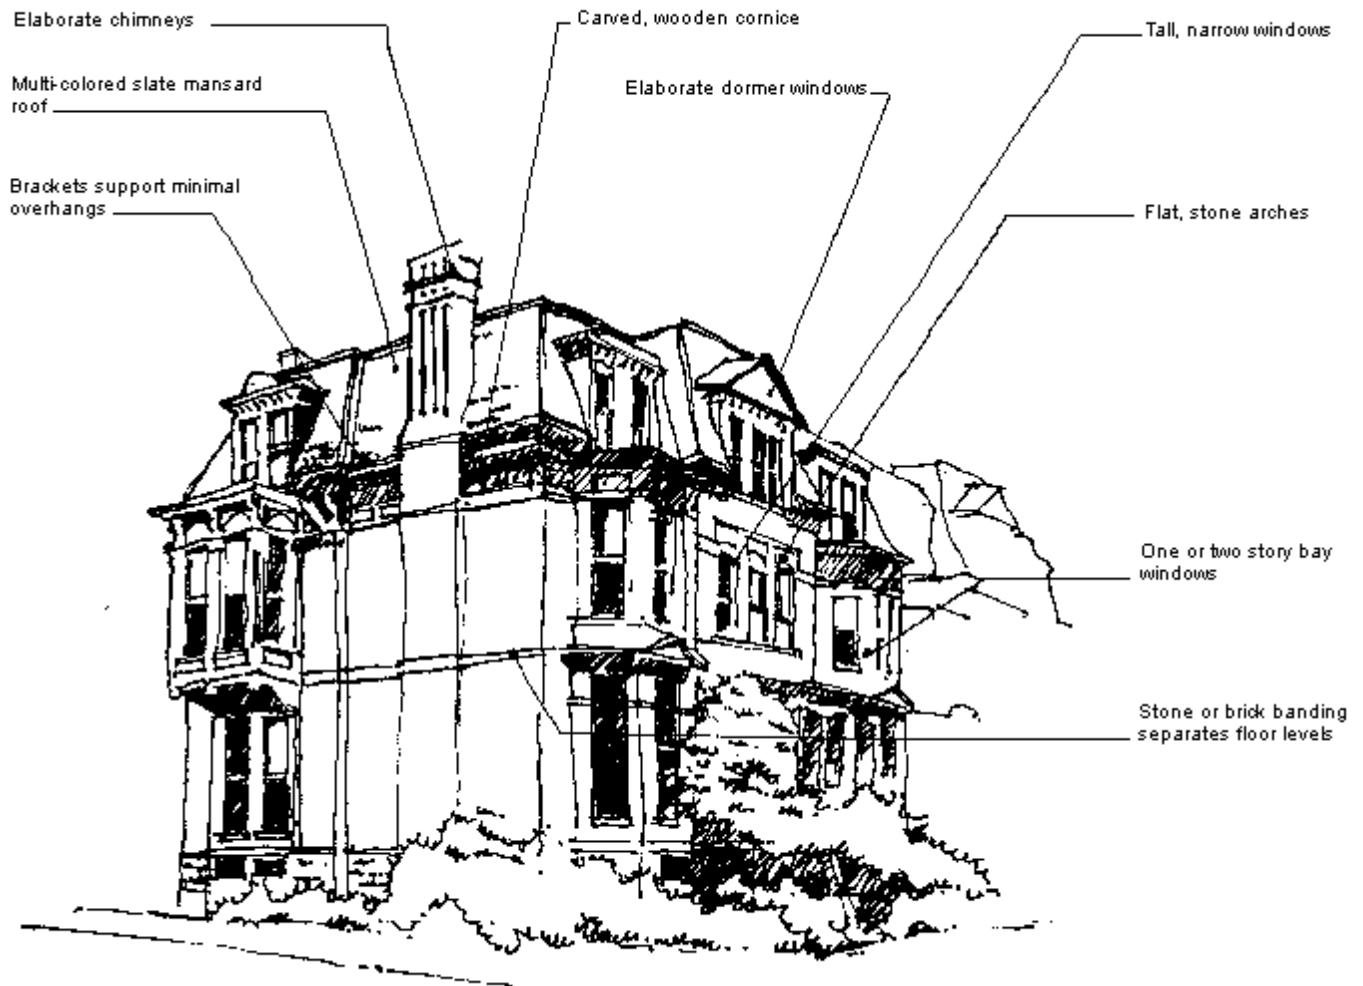 Elaborate chimneys
Carved, wooden cornice
Tall, narrow windows
Multi-colored slate mansard
roof
Elaborate dormer windows
Brackets support minimal
overhangs
Flat, stone arches
One or two story bay
windows
Stone or brick banding
separates floor levels